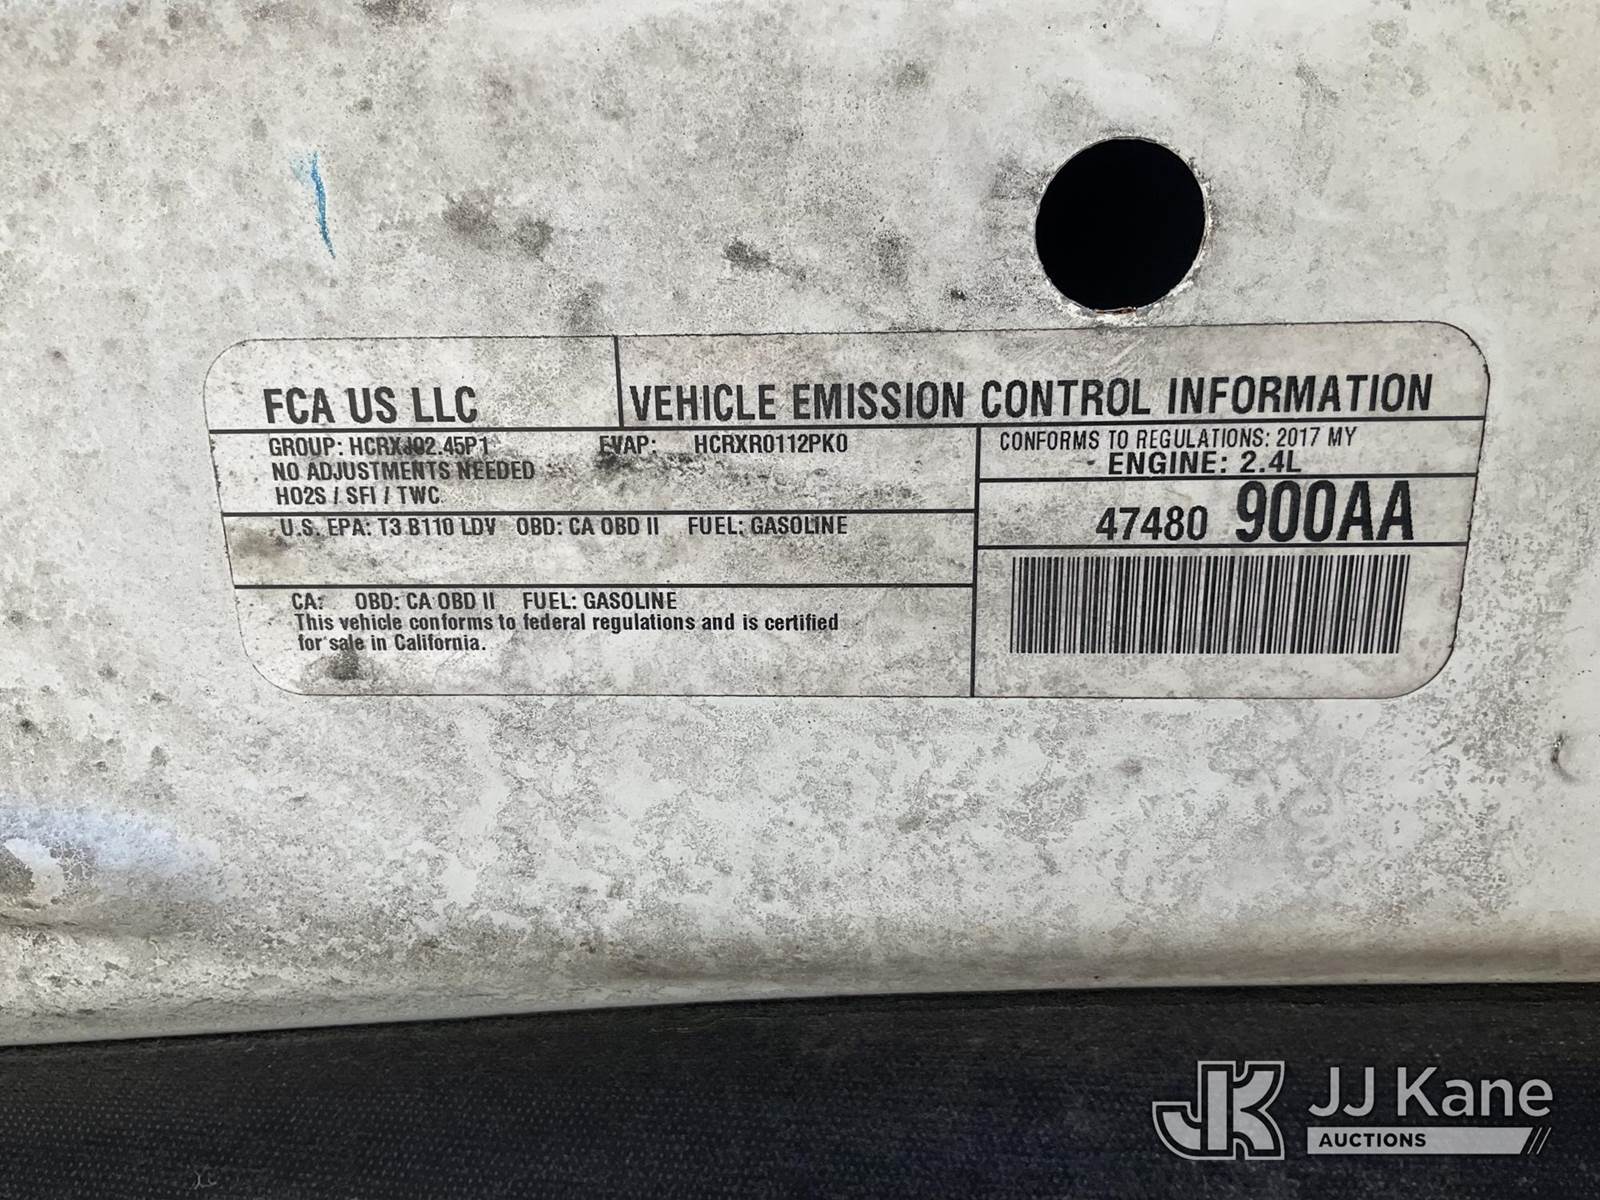 FCA US LLC
VEHICLE EMISSION CONTROL INFORMATION
GROUP: HCRXJ02.45P1 EVAP: HCRXR0112PK0
NO ADJUSTMENTS NEEDED
HO2S / SFI / TWC
U.S. EPA: T3 B110 LDV OBD: CA OBD II FUEL: GASOLINE
CA: OBD: CA OBD II FUEL: GASOLINE
This vehicle conforms to federal regulations and is certified
for sale in California.
CONFORMS TO REGULATIONS: 2017 MY
ENGINE: 2.4L
47480 900AA
JK JJ Kane
AUCTIONS